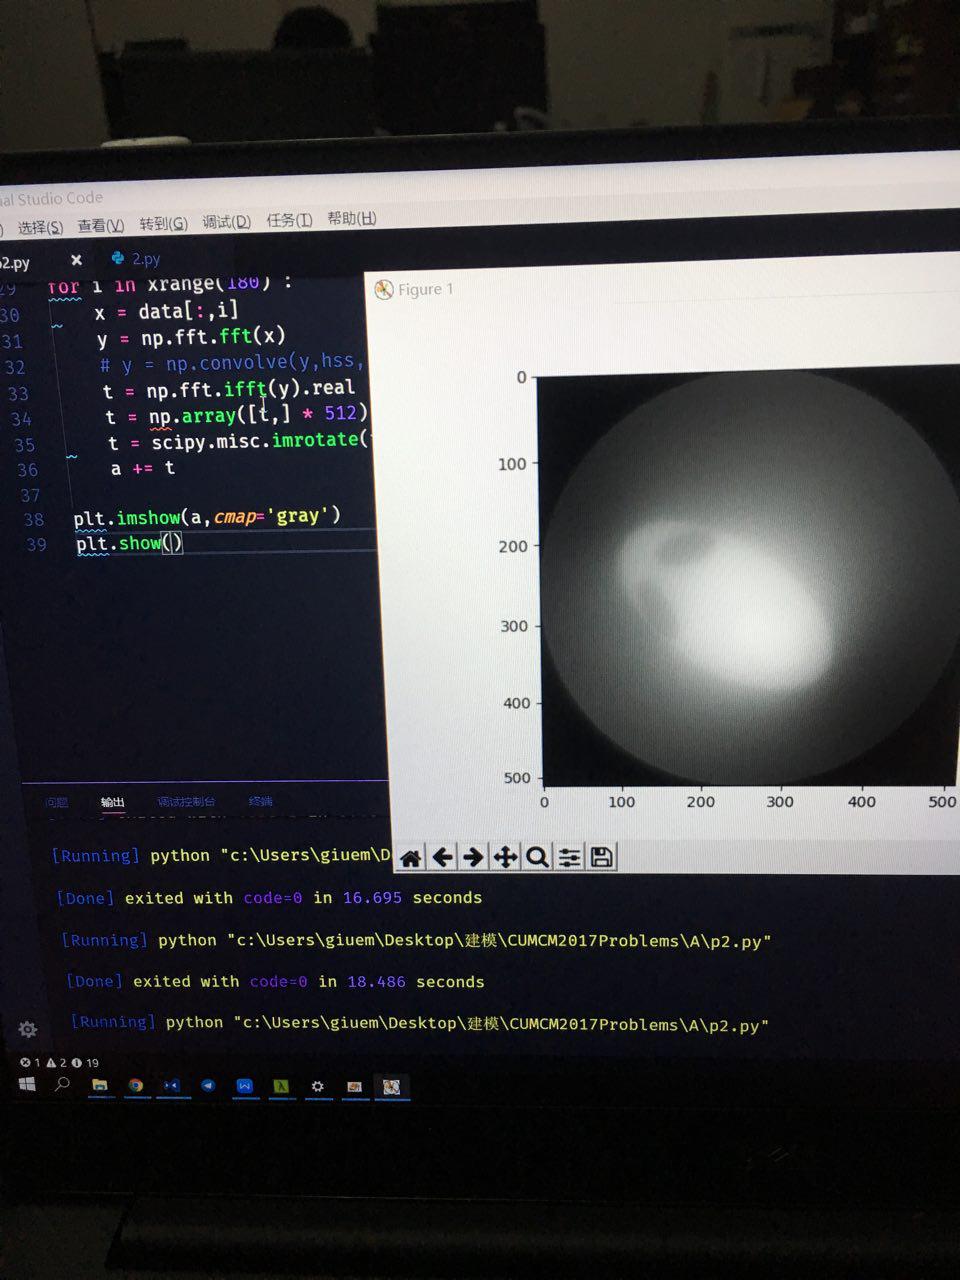 ual Studio Code
选择(S) 查看(V) 转到(G) 调试(D) 任务(T) 帮助(H)
p2.py 2.py
29 for i in xrange(180) :
30 x = data[:,i]
31 y = np.fft.fft(x)
32 # y = np.convolve(y,hss,
33 t = np.fft.ifft(y).real
34 t = np.array([t,] * 512)
35 t = scipy.misc.imrotate(
36 a += t
37
38 plt.imshow(a,cmap='gray')
39 plt.show()
Figure 1
0
100
200
300
400
500
0 100 200 300 400 500
问题 输出 调试控制台 终端
[Running] python "c:\Users\giuem\D
[Done] exited with code=0 in 16.695 seconds
[Running] python "c:\Users\giuem\Desktop\建模\CUMCM2017Problems\A\p2.py"
[Done] exited with code=0 in 18.486 seconds
[Running] python "c:\Users\giuem\Desktop\建模\CUMCM2017Problems\A\p2.py"
1 2 19